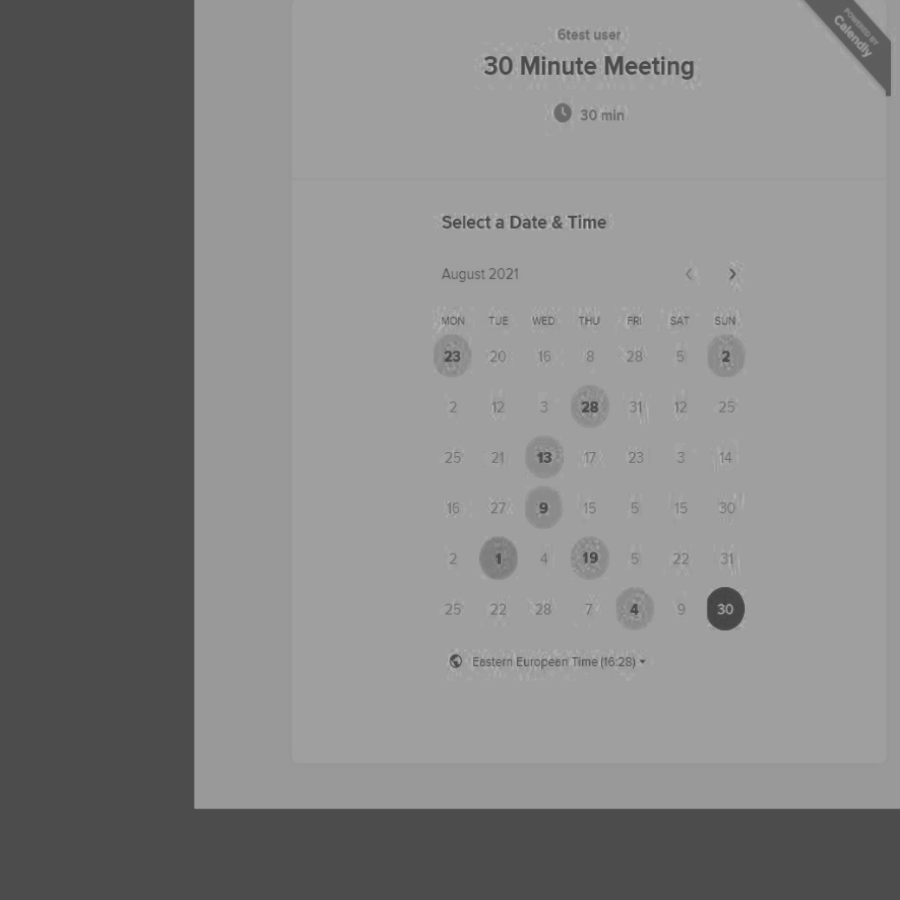 POWERED BY
Calendly
6test user
30 Minute Meeting
30 min
Select a Date & Time
August 2021
MON TUE WED THU FRI SAT SUN
23 20 16 8 28 5 2
2 12 3 28 31 12 25
25 21 13 17 23 3 14
16 27 9 15 5 15 30
2 1 4 19 5 22 31
25 22 28 7 4 9 30
Eastern European Time (16:28)